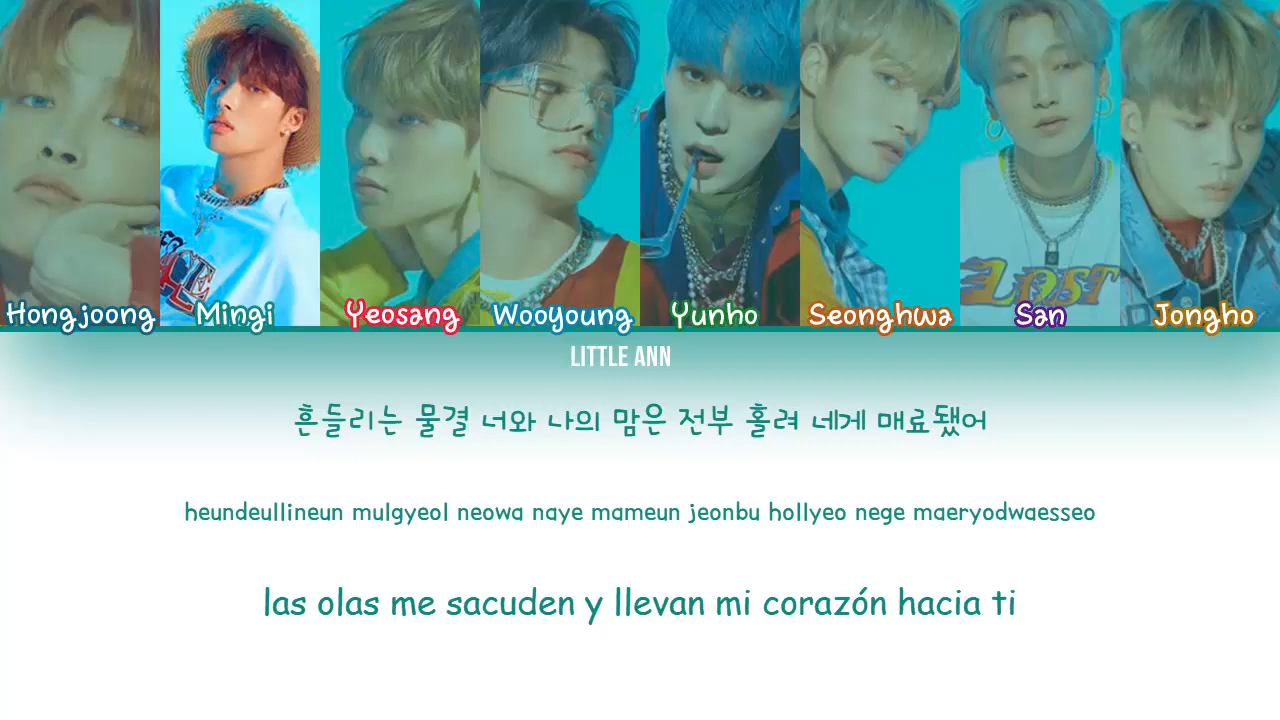 Hongjoong Mingi Yeosang Wooyoung Yunho Seonghwa San Jongho
LITTLE ANN
흔들리는 물결 너와 나의 맘은 전부 홀려 네게 매료됐어
heundeullineun mulgyeol neowa naye mameun jeonbu hollyeo nege maeryodwaesseo
las olas me sacuden y llevan mi corazón hacia ti